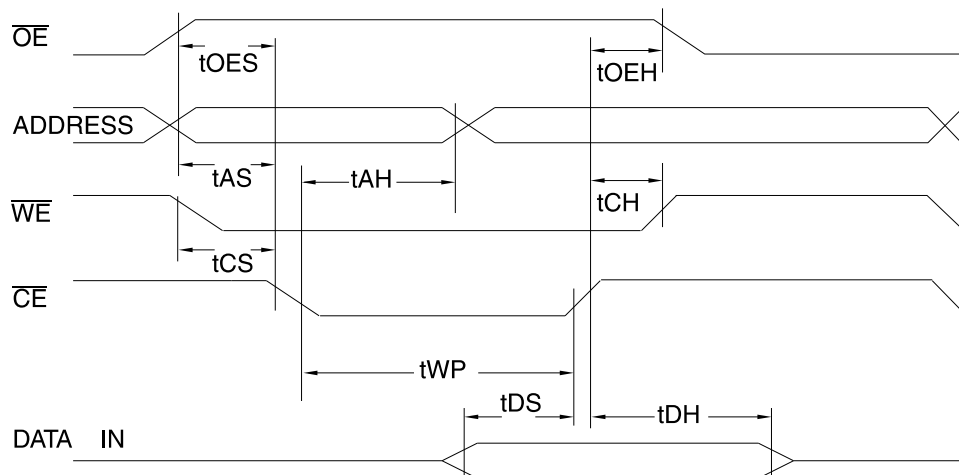 OE
tOES
tOEH
ADDRESS
tAS
tAH
tCH
WE
tCS
CE
tWP
tDS
tDH
DATA IN